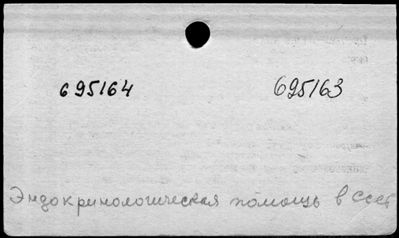 695164 695163
Эндокринологическая помощь в СССР